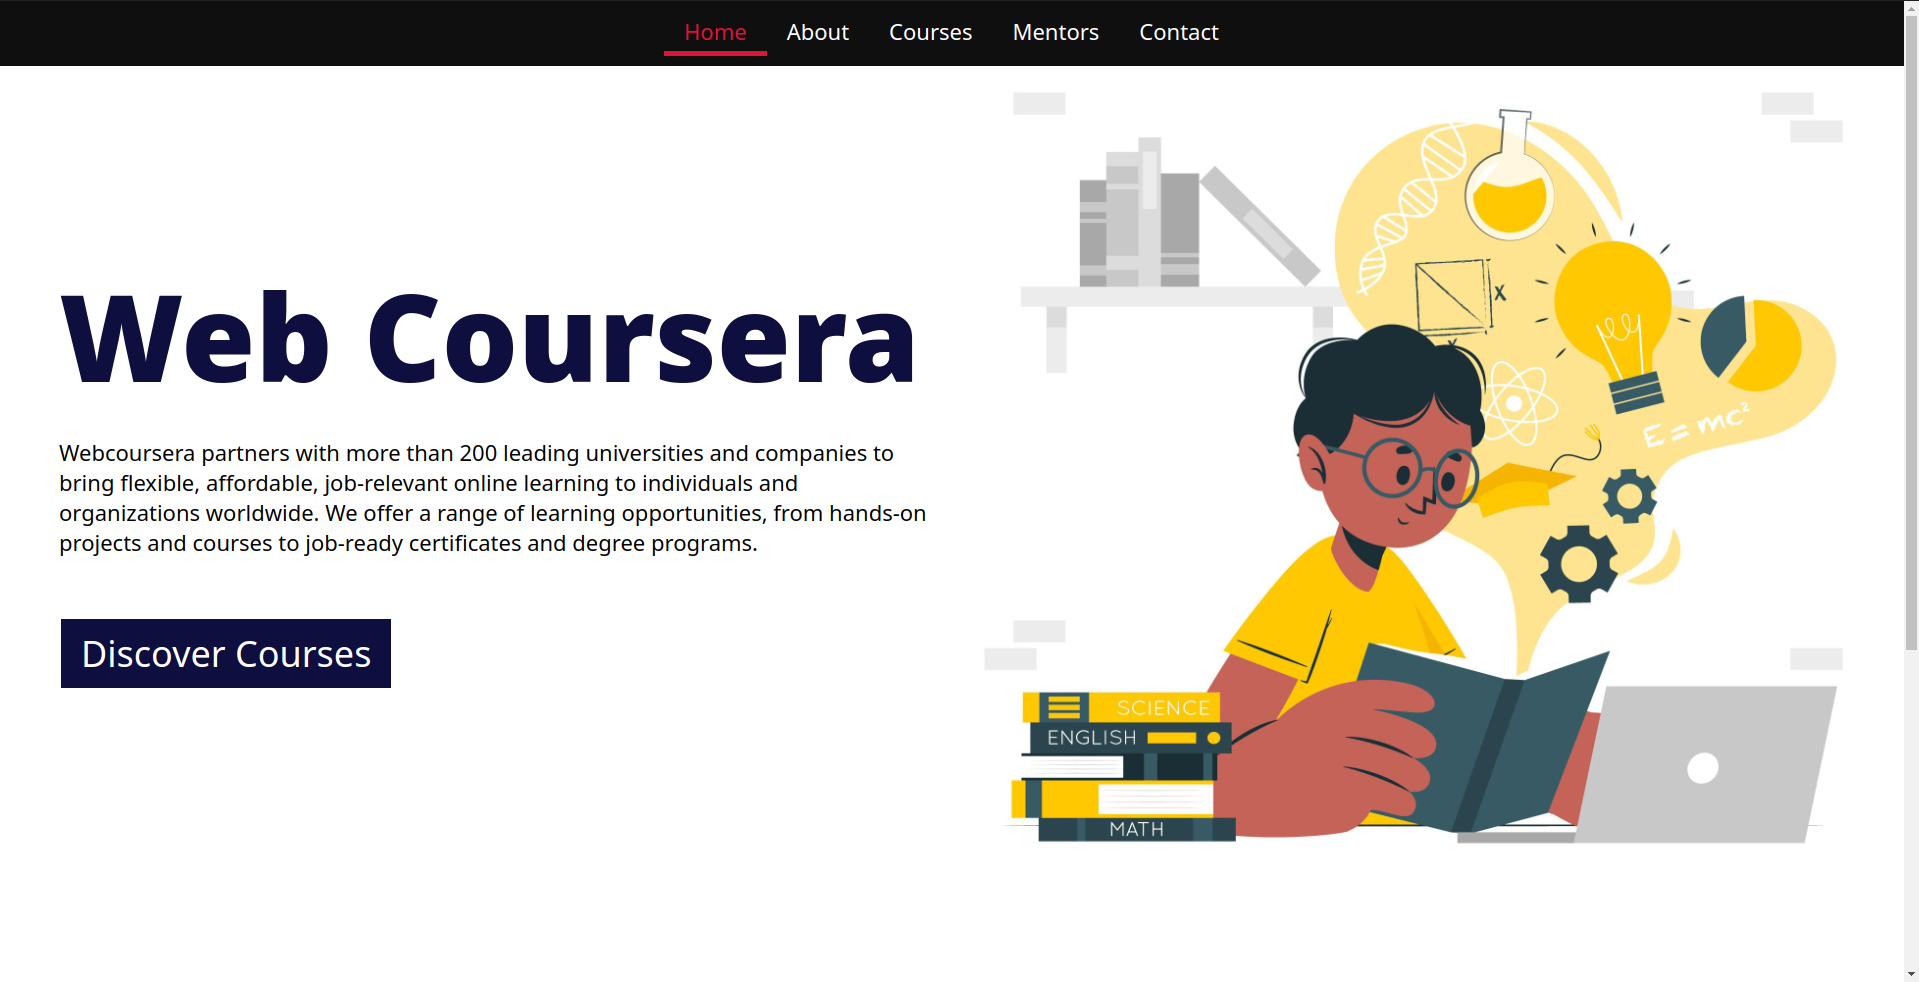 Home About Courses Mentors Contact
Web Coursera
Webcoursera partners with more than 200 leading universities and companies to
bring flexible, affordable, job-relevant online learning to individuals and
organizations worldwide. We offer a range of learning opportunities, from hands-on
projects and courses to job-ready certificates and degree programs.
Discover Courses
X
Y
E = mc²
SCIENCE
ENGLISH
MATH